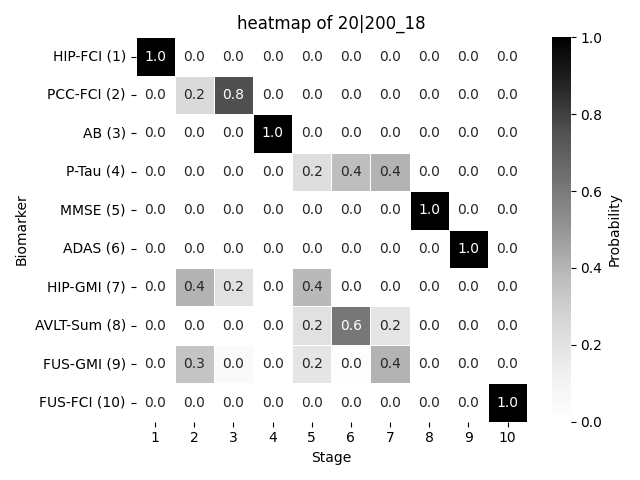 heatmap of 20|200_18
HIP-FCI (1) 1.0 0.0 0.0 0.0 0.0 0.0 0.0 0.0 0.0 0.0
PCC-FCI (2) 0.0 0.2 0.8 0.0 0.0 0.0 0.0 0.0 0.0 0.0
AB (3) 0.0 0.0 0.0 1.0 0.0 0.0 0.0 0.0 0.0 0.0
P-Tau (4) 0.0 0.0 0.0 0.0 0.2 0.4 0.4 0.0 0.0 0.0
MMSE (5) 0.0 0.0 0.0 0.0 0.0 0.0 0.0 1.0 0.0 0.0
ADAS (6) 0.0 0.0 0.0 0.0 0.0 0.0 0.0 0.0 1.0 0.0
HIP-GMI (7) 0.0 0.4 0.2 0.0 0.4 0.0 0.0 0.0 0.0 0.0
AVLT-Sum (8) 0.0 0.0 0.0 0.0 0.2 0.6 0.2 0.0 0.0 0.0
FUS-GMI (9) 0.0 0.3 0.0 0.0 0.2 0.0 0.4 0.0 0.0 0.0
FUS-FCI (10) 0.0 0.0 0.0 0.0 0.0 0.0 0.0 0.0 0.0 1.0
1 2 3 4 5 6 7 8 9 10
Stage
Biomarker
1.0
0.8
0.6
0.4
0.2
0.0
Probability